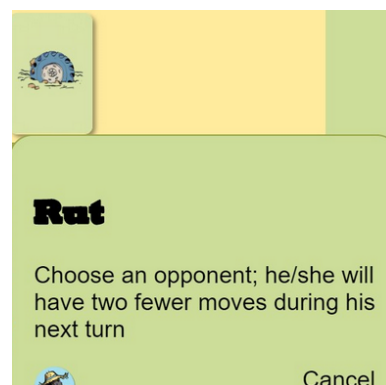 Rut
Choose an opponent; he/she will
have two fewer moves during his
next turn
Cancel